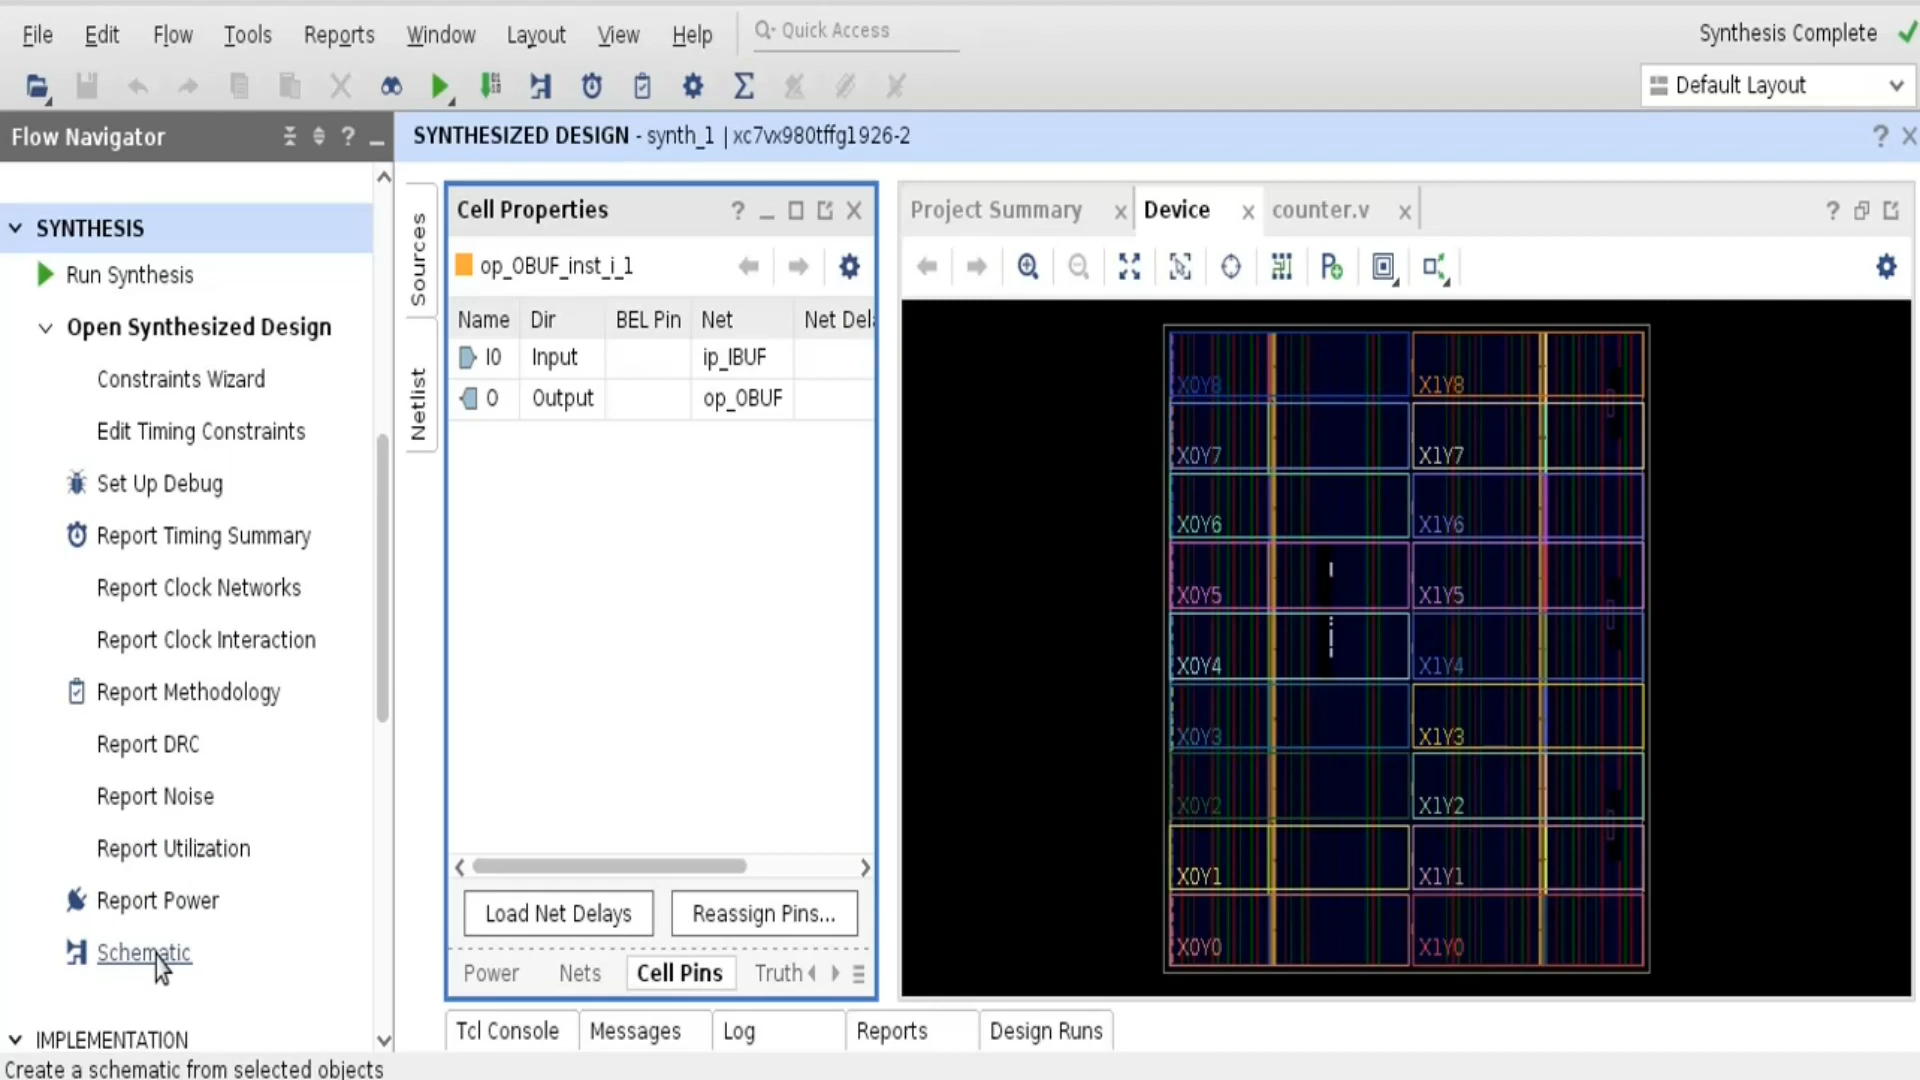 File Edit Flow Tools Reports Window Layout View Help Quick Access Synthesis Complete
Default Layout
Flow Navigator ? SYNTHESIZED DESIGN - synth_1 | xc7vx980tffg1926-2 ?
SYNTHESIS
Run Synthesis
Open Synthesized Design
Constraints Wizard
Edit Timing Constraints
Set Up Debug
Report Timing Summary
Report Clock Networks
Report Clock Interaction
Report Methodology
Report DRC
Report Noise
Report Utilization
Report Power
Schematic
IMPLEMENTATION
Create a schematic from selected objects
Sources
Netlist
Cell Properties ?
op_OBUF_inst_i_1
Name Dir BEL Pin Net Net Del
I0 Input ip_IBUF
O Output op_OBUF
Load Net Delays Reassign Pins...
Power Nets Cell Pins Truth
Project Summary Device counter.v ?
X0Y8 X1Y8
X0Y7 X1Y7
X0Y6 X1Y6
X0Y5 X1Y5
X0Y4 X1Y4
X0Y3 X1Y3
X0Y2 X1Y2
X0Y1 X1Y1
X0Y0 X1Y0
Tcl Console Messages Log Reports Design Runs